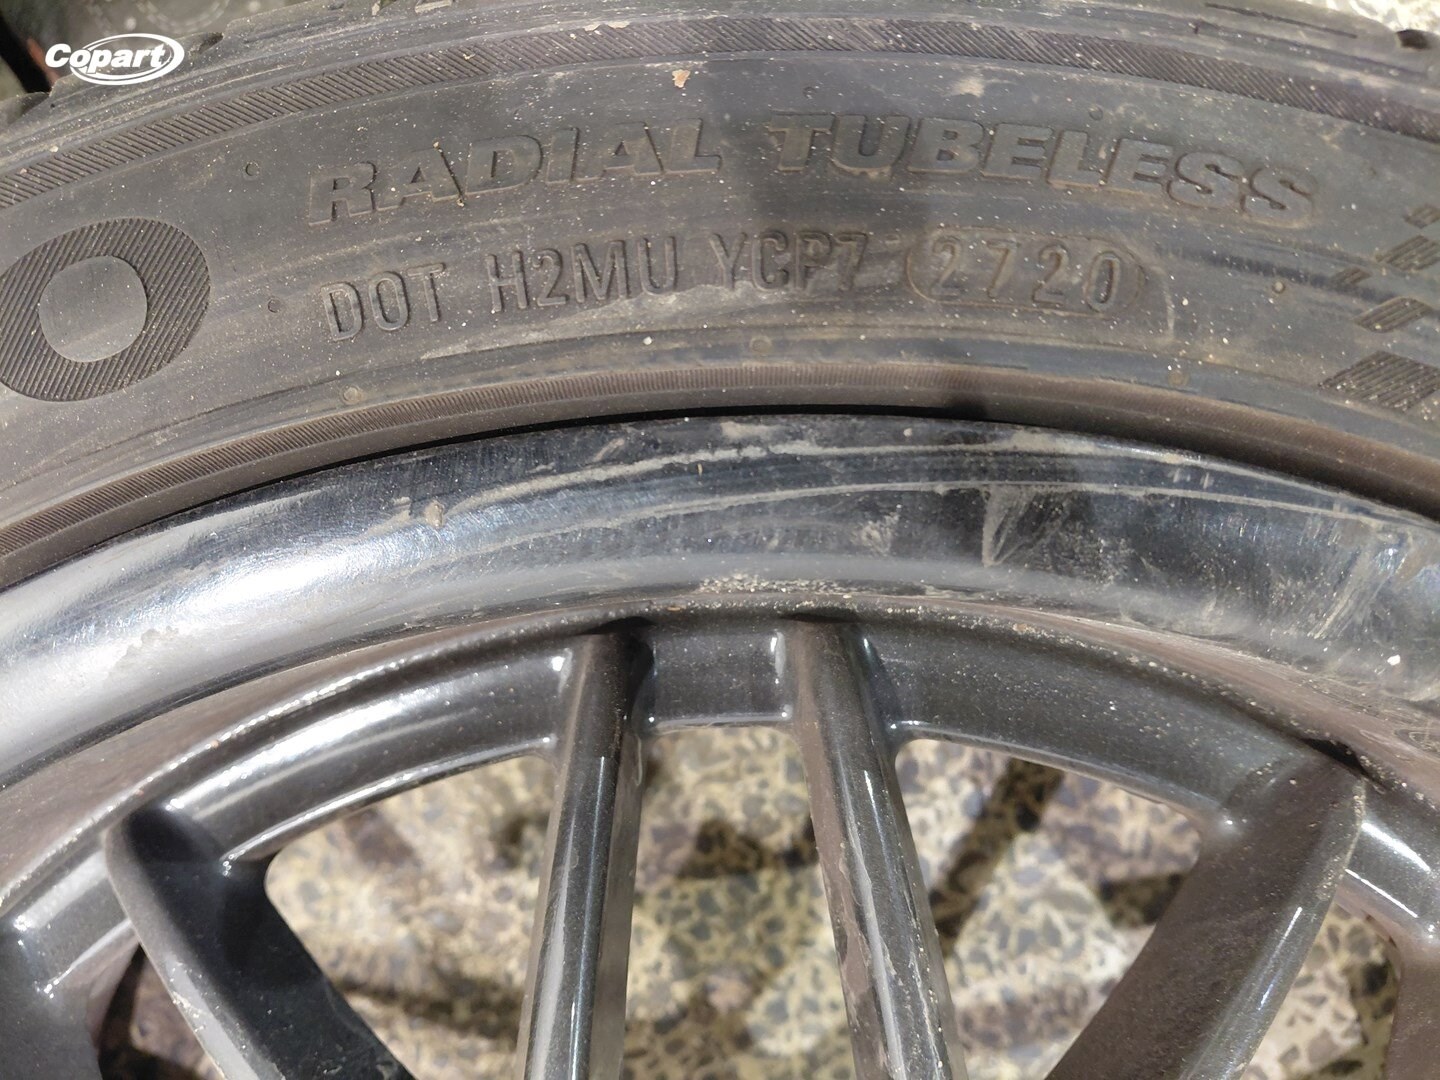 Copart
RADIAL TUBELESS
DOT H2MU YCP7 2720